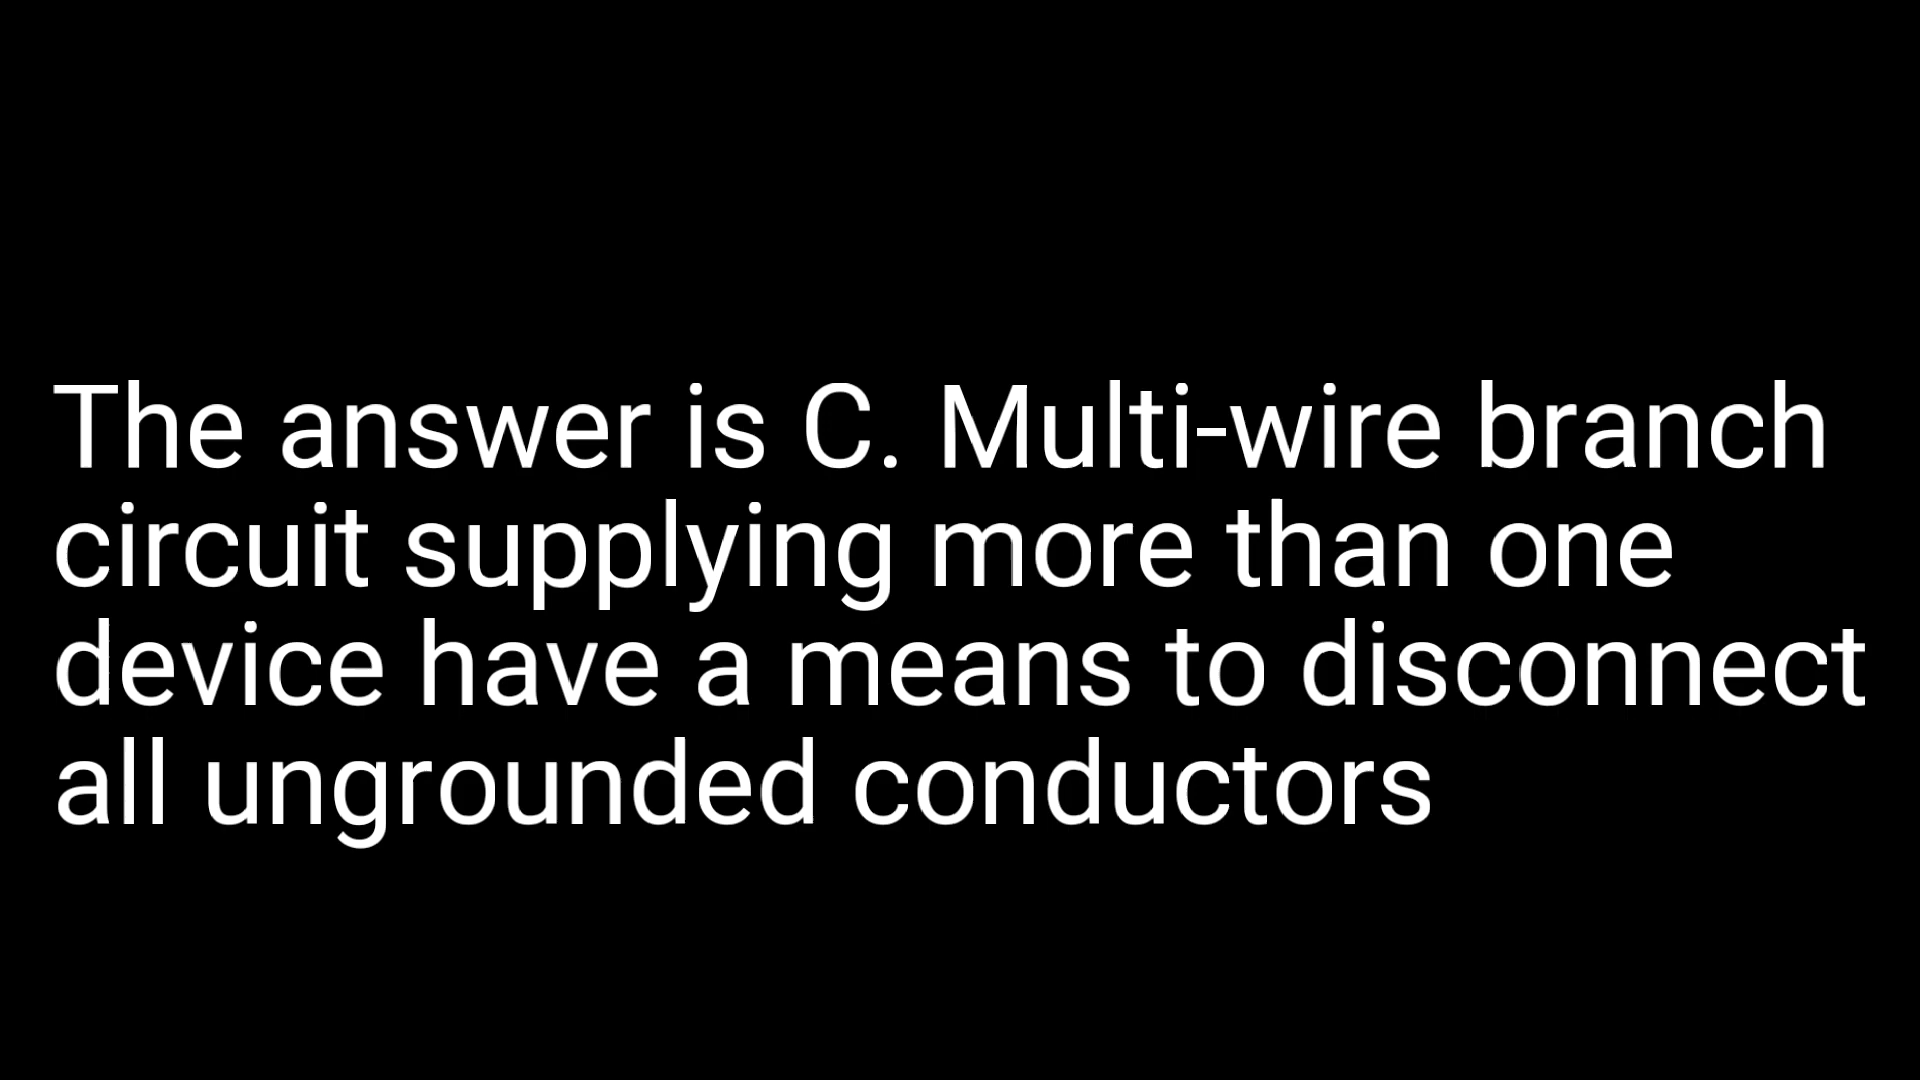 The answer is C. Multi-wire branch
circuit supplying more than one
device have a means to disconnect
all ungrounded conductors